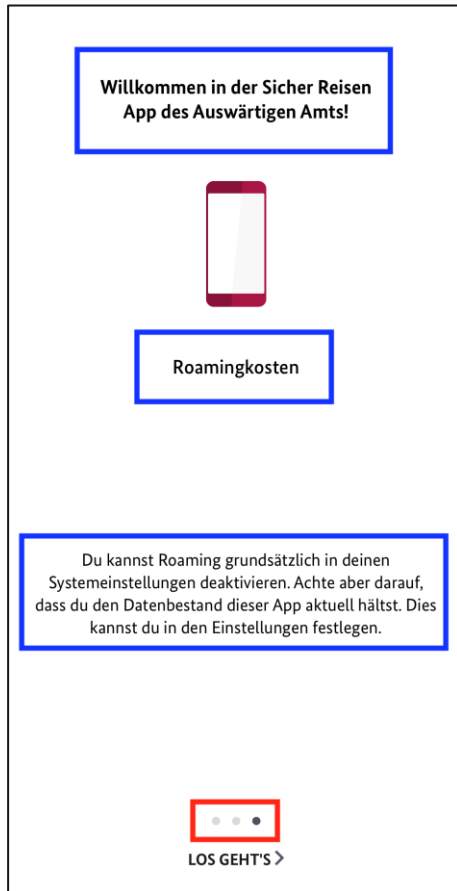 Willkommen in der Sicher Reisen
App des Auswärtigen Amts!
Roamingkosten
Du kannst Roaming grundsätzlich in deinen
Systemeinstellungen deaktivieren. Achte aber darauf,
dass du den Datenbestand dieser App aktuell hältst. Dies
kannst du in den Einstellungen festlegen.
LOS GEHT'S